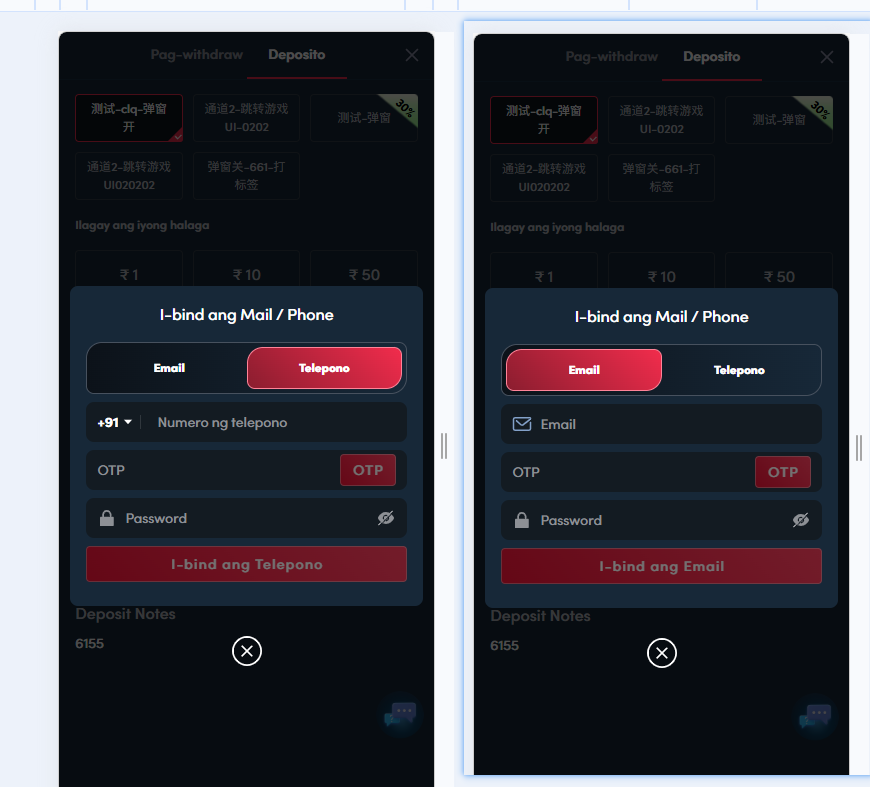 Pag-withdraw Deposito
测试-clq-弹窗
开
通道2-跳转游戏
UI-0202
测试-弹窗
30%
通道2-跳转游戏
UI020202
弹窗关-661-打
标签
Ilagay ang iyong halaga
₹ 1 ₹ 10 ₹ 50
I-bind ang Mail / Phone
Email Telepono
+91 Numero ng telepono
OTP OTP
Password
I-bind ang Telepono
Deposit Notes
6155
Pag-withdraw Deposito
测试-clq-弹窗
开
通道2-跳转游戏
UI-0202
测试-弹窗
30%
通道2-跳转游戏
UI020202
弹窗关-661-打
标签
Ilagay ang iyong halaga
₹ 1 ₹ 10 ₹ 50
I-bind ang Mail / Phone
Email Telepono
Email
OTP OTP
Password
I-bind ang Email
Deposit Notes
6155